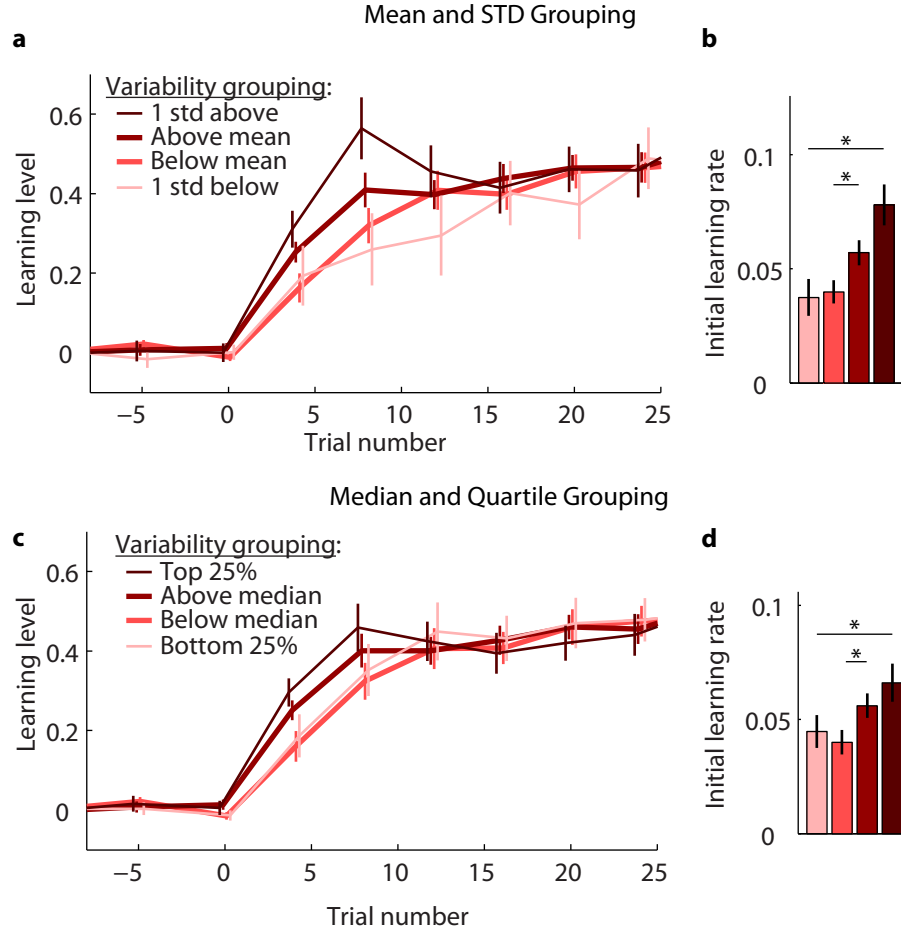 Mean and STD Grouping
a
Variability grouping:
1 std above
Above mean
Below mean
1 std below
Learning level
0.6
0.4
0.2
0
−5
0
5
10
15
20
25
Trial number
b
Initial learning rate
0.1
0.05
0
*
*
Median and Quartile Grouping
c
Variability grouping:
Top 25%
Above median
Below median
Bottom 25%
Learning level
0.6
0.4
0.2
0
−5
0
5
10
15
20
25
Trial number
d
Initial learning rate
0.1
0.05
0
*
*